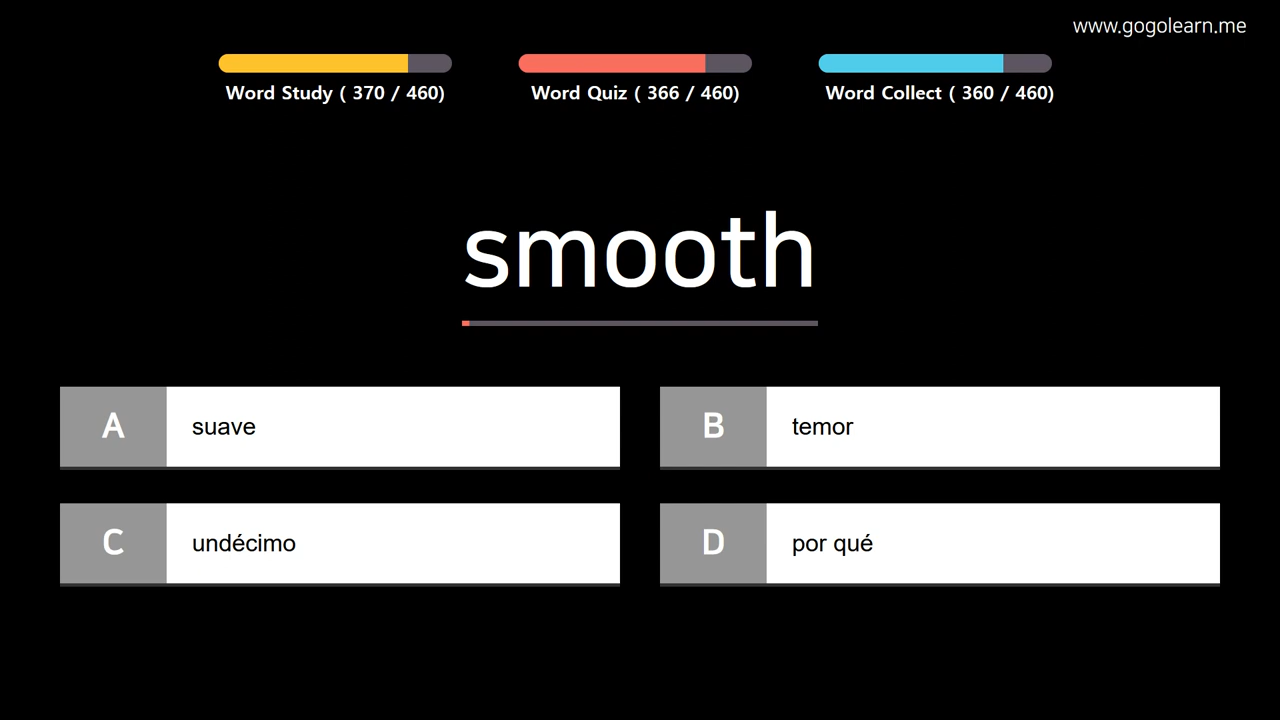 www.gogolearn.me
Word Study ( 370 / 460)
Word Quiz ( 366 / 460)
Word Collect ( 360 / 460)
smooth
A suave
B temor
C undécimo
D por qué